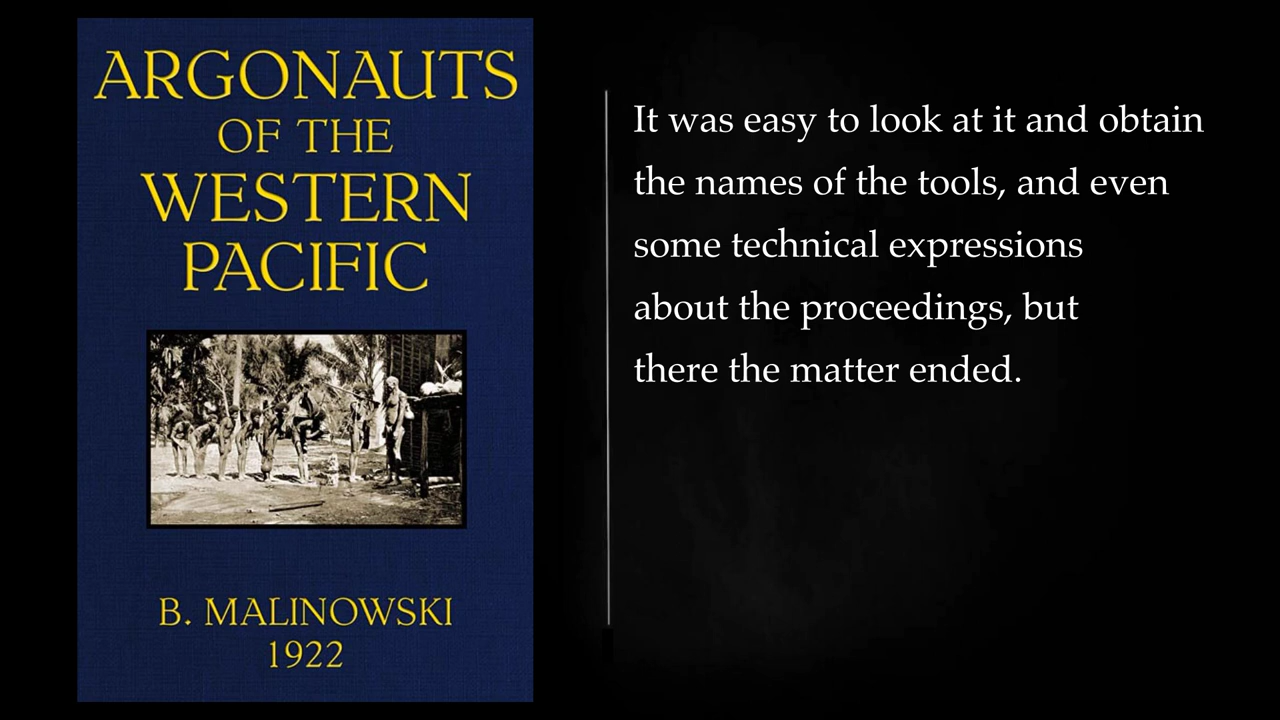 ARGONAUTS
OF THE
WESTERN
PACIFIC
B. MALINOWSKI
1922
It was easy to look at it and obtain
the names of the tools, and even
some technical expressions
about the proceedings, but
there the matter ended.